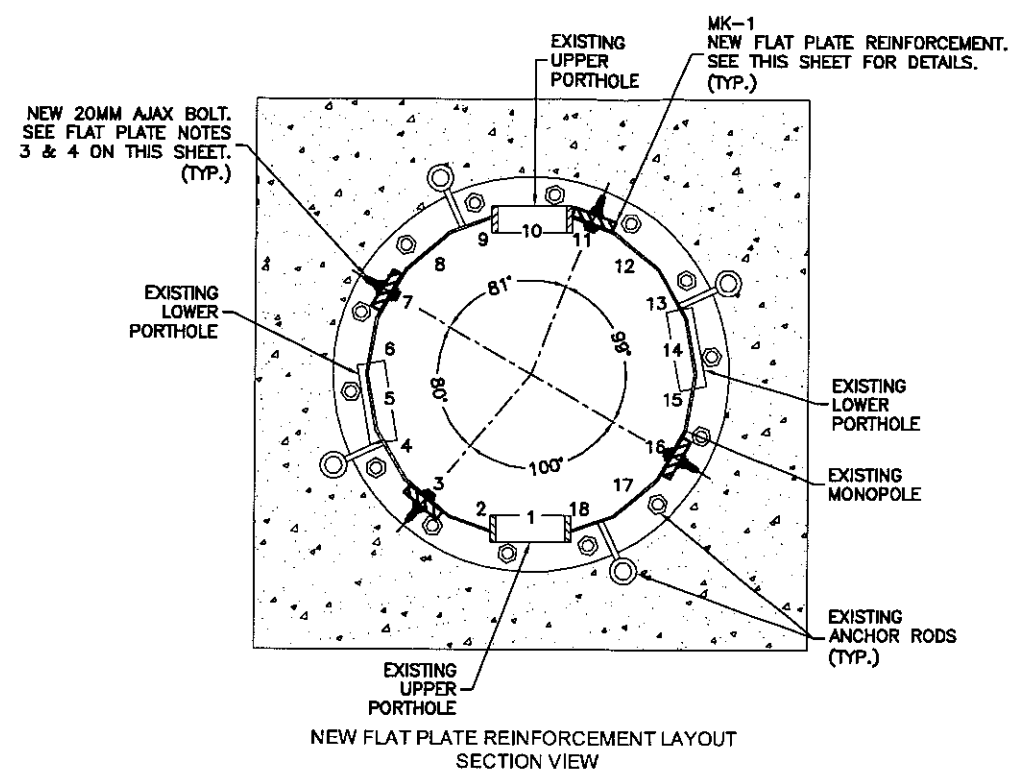 MK-1
NEW FLAT PLATE REINFORCEMENT.
SEE THIS SHEET FOR DETAILS.
(TYP.)
EXISTING
UPPER
PORTHOLE
NEW 20MM AJAX BOLT.
SEE FLAT PLATE NOTES
3 & 4 ON THIS SHEET.
(TYP.)
9
10
11
8
12
7
81°
13
EXISTING
LOWER
PORTHOLE
6
99°
14
5
80°
15
EXISTING
LOWER
PORTHOLE
4
16
100°
3
17
EXISTING
MONOPOLE
2
1
18
EXISTING
ANCHOR RODS
(TYP.)
EXISTING
UPPER
PORTHOLE
NEW FLAT PLATE REINFORCEMENT LAYOUT
SECTION VIEW